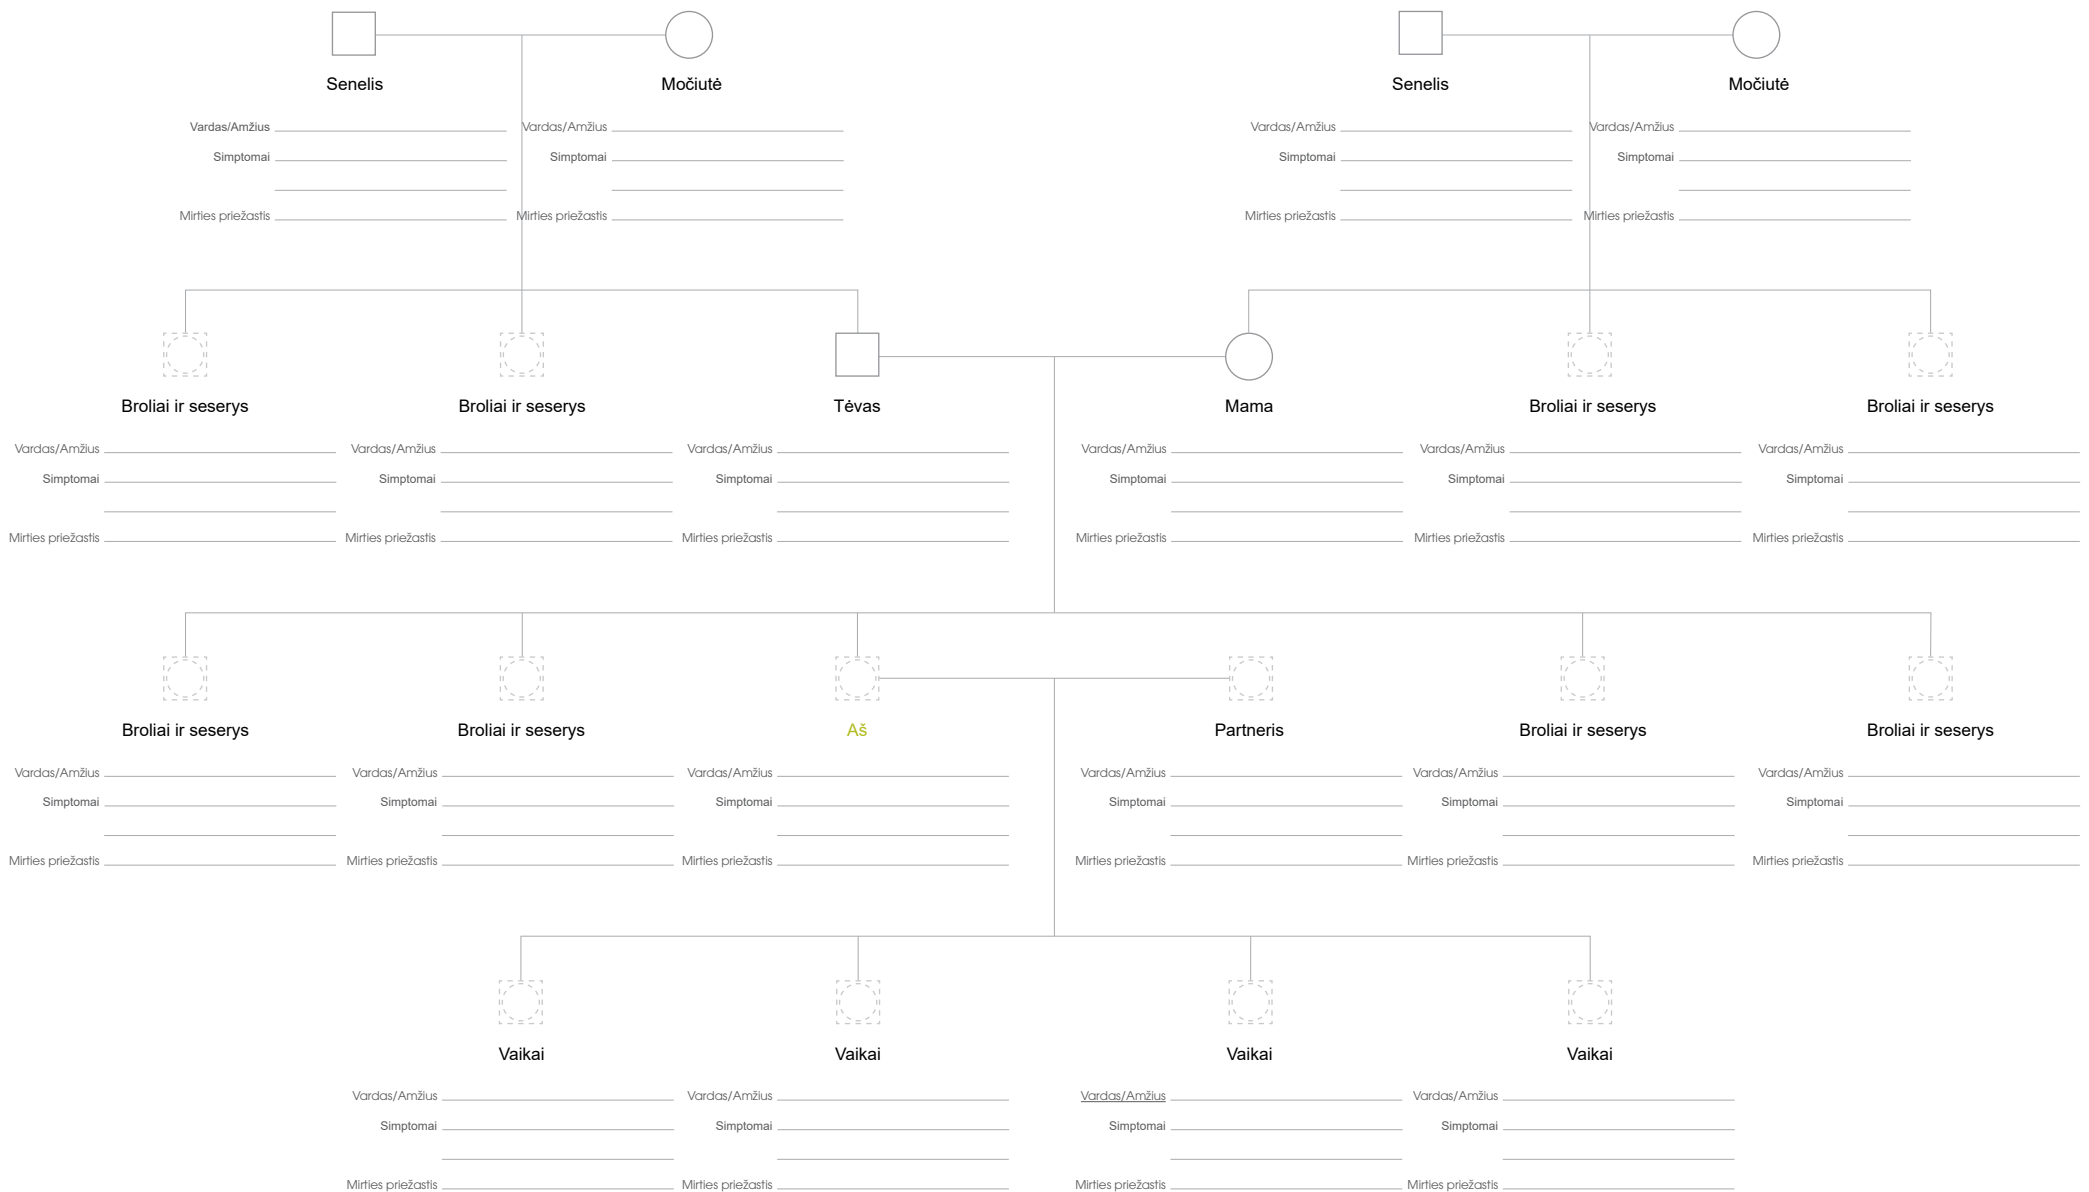 Senelis Močiutė Senelis Močiutė
Vardas/Amžius Vardas/Amžius Vardas/Amžius Vardas/Amžius
Simptomai Simptomai Simptomai Simptomai
Mirties priežastis Mirties priežastis Mirties priežastis Mirties priežastis
Broliai ir seserys Broliai ir seserys Tėvas Mama Broliai ir seserys Broliai ir seserys
Vardas/Amžius Vardas/Amžius Vardas/Amžius Vardas/Amžius Vardas/Amžius Vardas/Amžius
Simptomai Simptomai Simptomai Simptomai Simptomai Simptomai
Mirties priežastis Mirties priežastis Mirties priežastis Mirties priežastis Mirties priežastis Mirties priežastis
Broliai ir seserys Broliai ir seserys Aš Partneris Broliai ir seserys Broliai ir seserys
Vardas/Amžius Vardas/Amžius Vardas/Amžius Vardas/Amžius Vardas/Amžius Vardas/Amžius
Simptomai Simptomai Simptomai Simptomai Simptomai Simptomai
Mirties priežastis Mirties priežastis Mirties priežastis Mirties priežastis Mirties priežastis Mirties priežastis
Vaikai Vaikai Vaikai Vaikai
Vardas/Amžius Vardas/Amžius Vardas/Amžius Vardas/Amžius
Simptomai Simptomai Simptomai Simptomai
Mirties priežastis Mirties priežastis Mirties priežastis Mirties priežastis